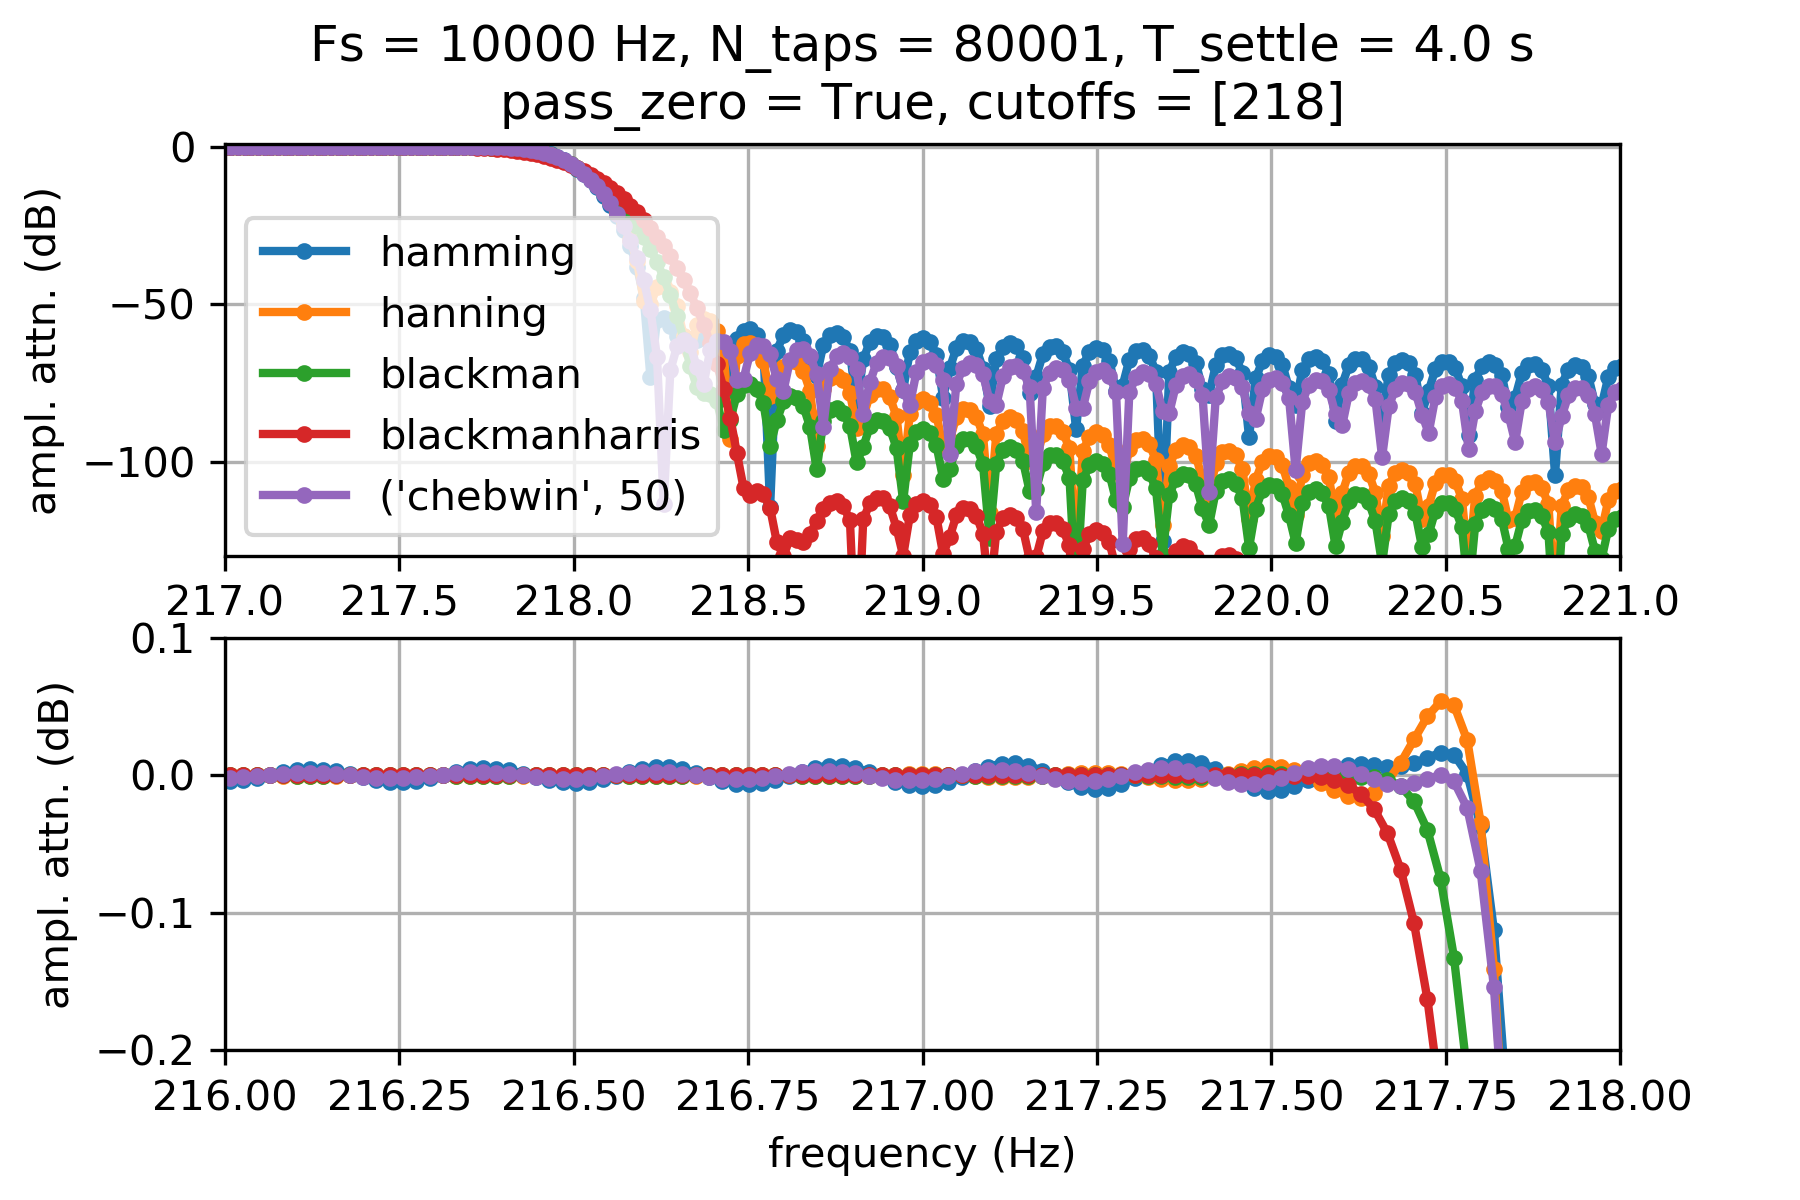 Fs = 10000 Hz, N_taps = 80001, T_settle = 4.0 s
pass_zero = True, cutoffs = [218]
ampl. attn. (dB)
0
−50
−100
hamming
hanning
blackman
blackmanharris
('chebwin', 50)
217.0 217.5 218.0 218.5 219.0 219.5 220.0 220.5 221.0
ampl. attn. (dB)
0.1
0.0
−0.1
−0.2
216.00 216.25 216.50 216.75 217.00 217.25 217.50 217.75 218.00
frequency (Hz)